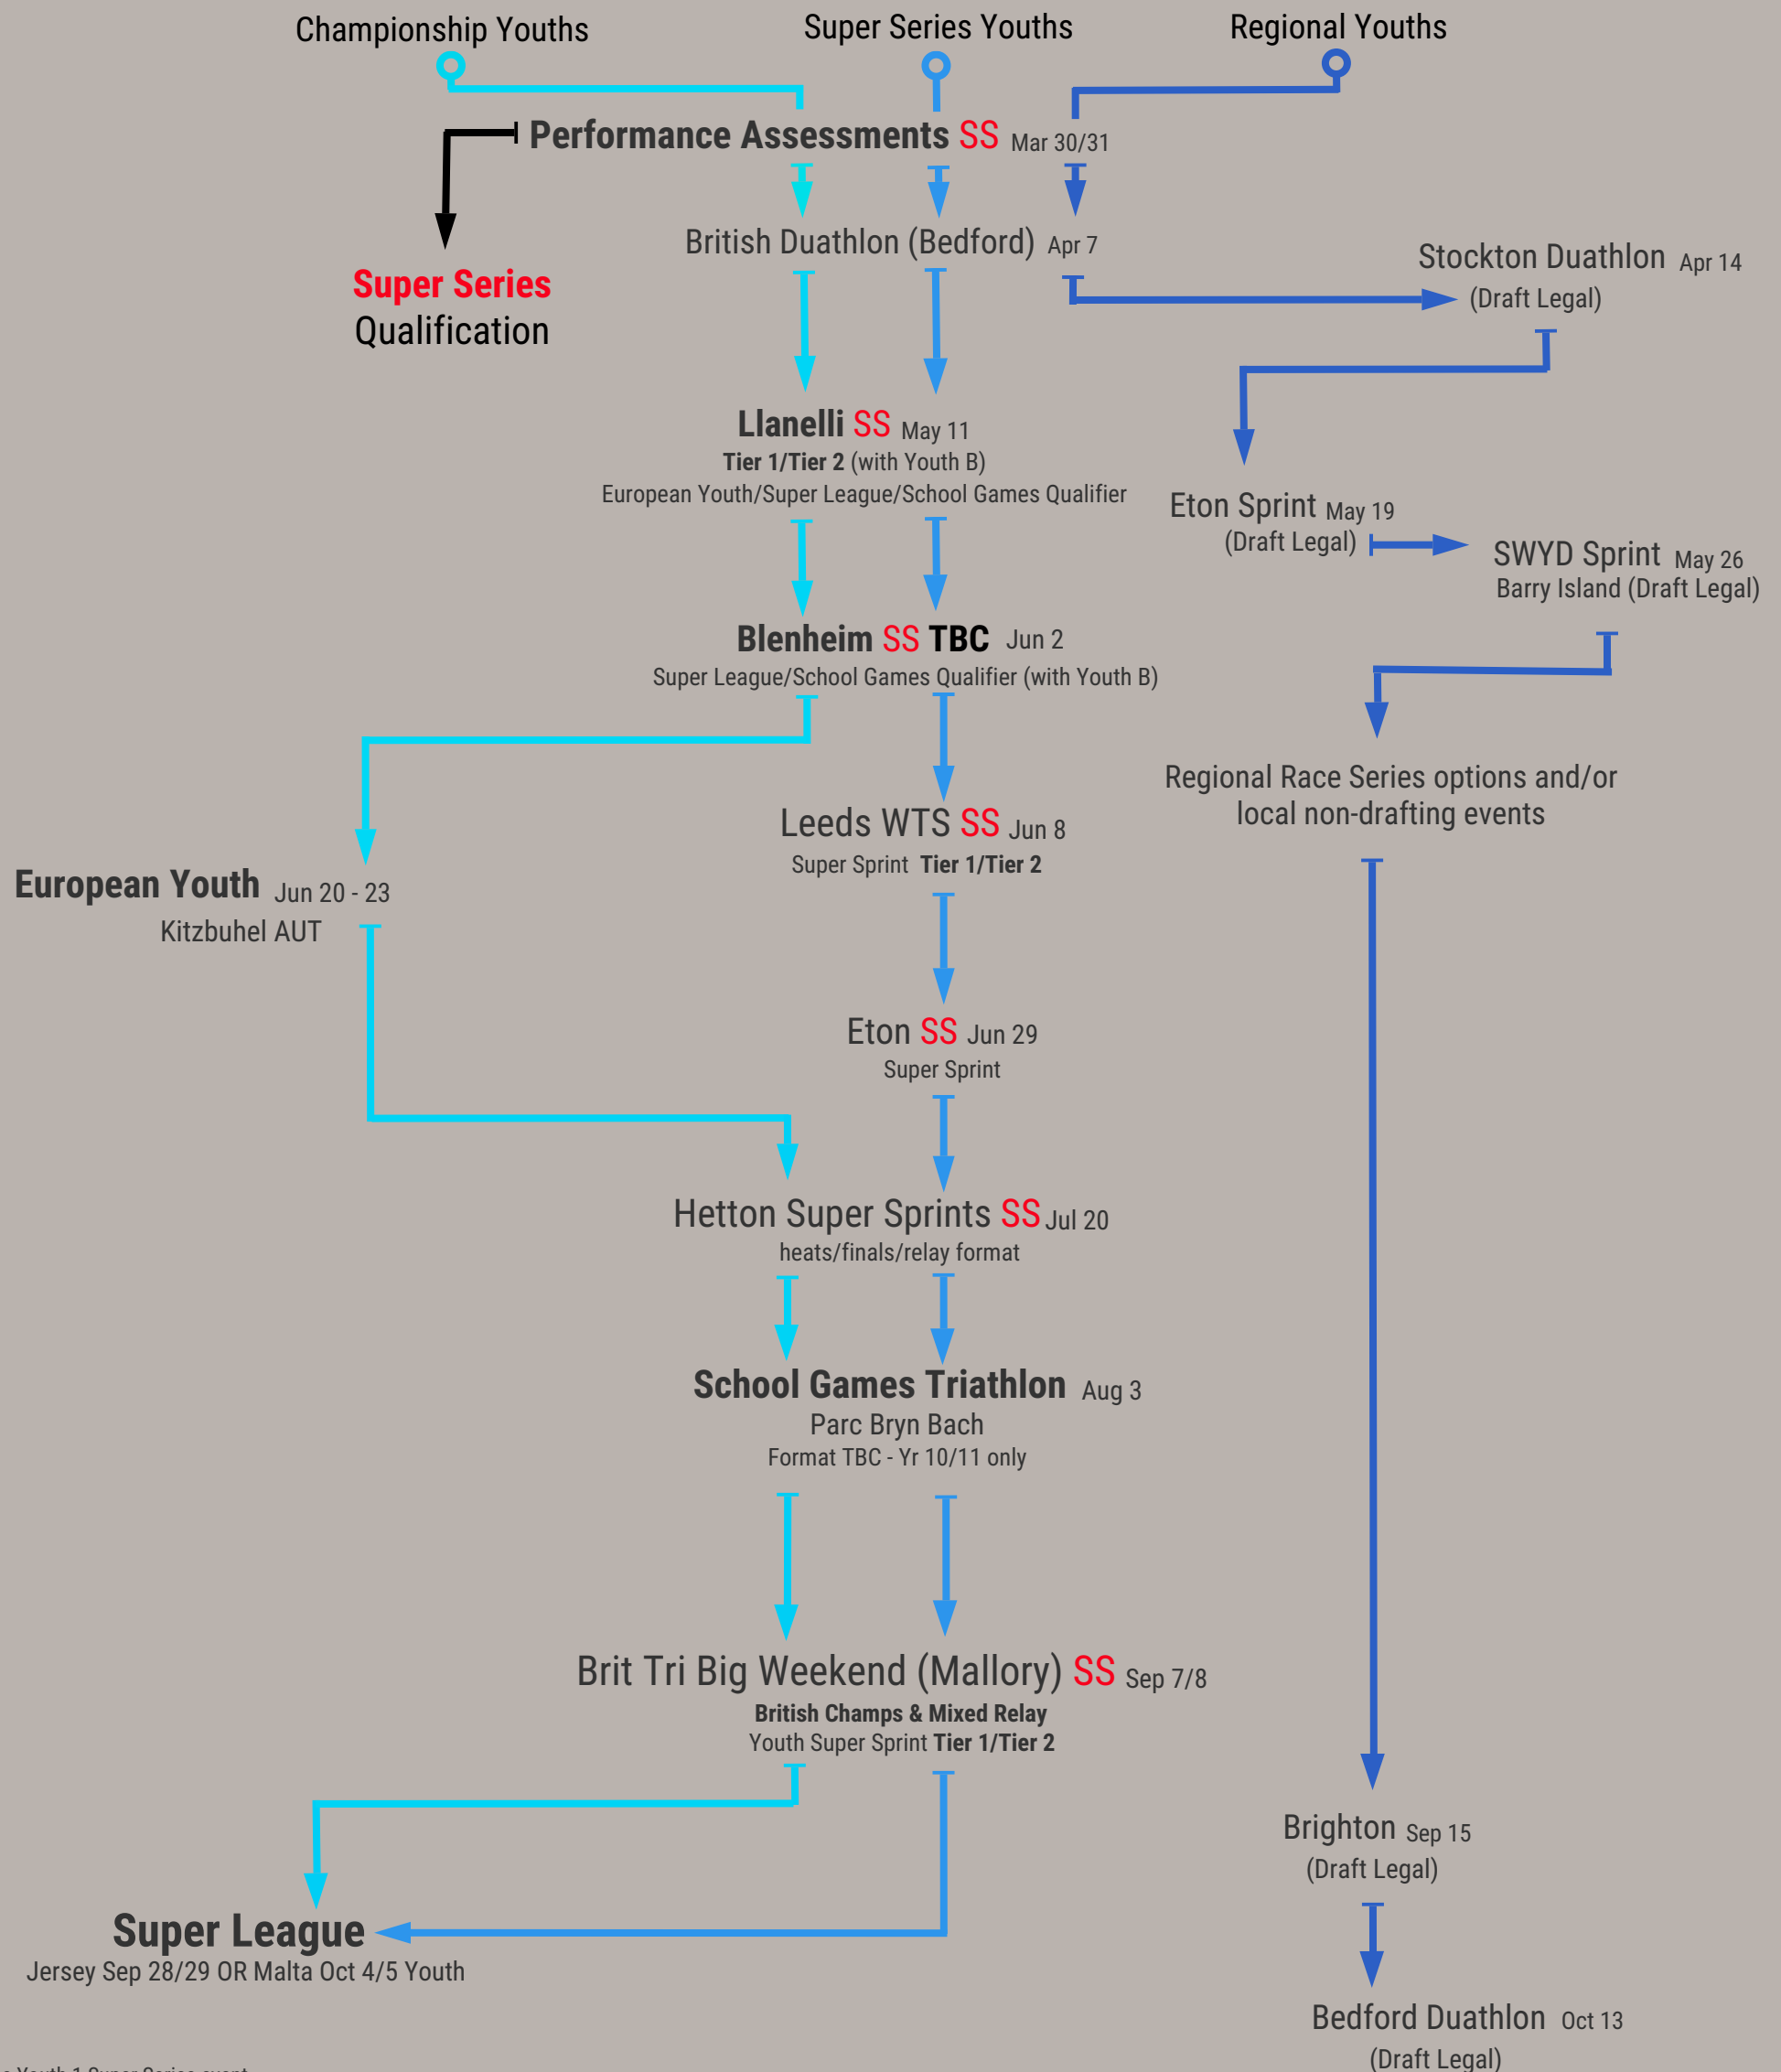 Championship Youths
Super Series Youths
Regional Youths
Performance Assessments SS Mar 30/31
Super Series
Qualification
British Duathlon (Bedford) Apr 7
Stockton Duathlon Apr 14
(Draft Legal)
Llanelli SS May 11
Tier 1/Tier 2 (with Youth B)
European Youth/Super League/School Games Qualifier
Eton Sprint May 19
(Draft Legal)
SWYD Sprint May 26
Barry Island (Draft Legal)
Blenheim SS TBC Jun 2
Super League/School Games Qualifier (with Youth B)
Regional Race Series options and/or
local non-drafting events
Leeds WTS SS Jun 8
Super Sprint Tier 1/Tier 2
European Youth Jun 20 - 23
Kitzbuhel AUT
Eton SS Jun 29
Super Sprint
Hetton Super Sprints SS Jul 20
heats/finals/relay format
School Games Triathlon Aug 3
Parc Bryn Bach
Format TBC - Yr 10/11 only
Brit Tri Big Weekend (Mallory) SS Sep 7/8
British Champs & Mixed Relay
Youth Super Sprint Tier 1/Tier 2
Brighton Sep 15
(Draft Legal)
Super League
Jersey Sep 28/29 OR Malta Oct 4/5 Youth
Bedford Duathlon Oct 13
(Draft Legal)
Youth 1 Super Series event